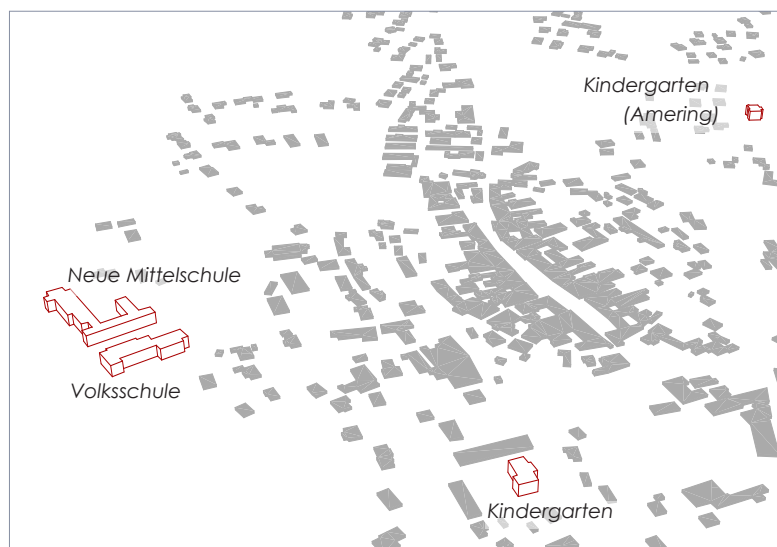 Kindergarten
(Amering)
Neue Mittelschule
Volksschule
Kindergarten